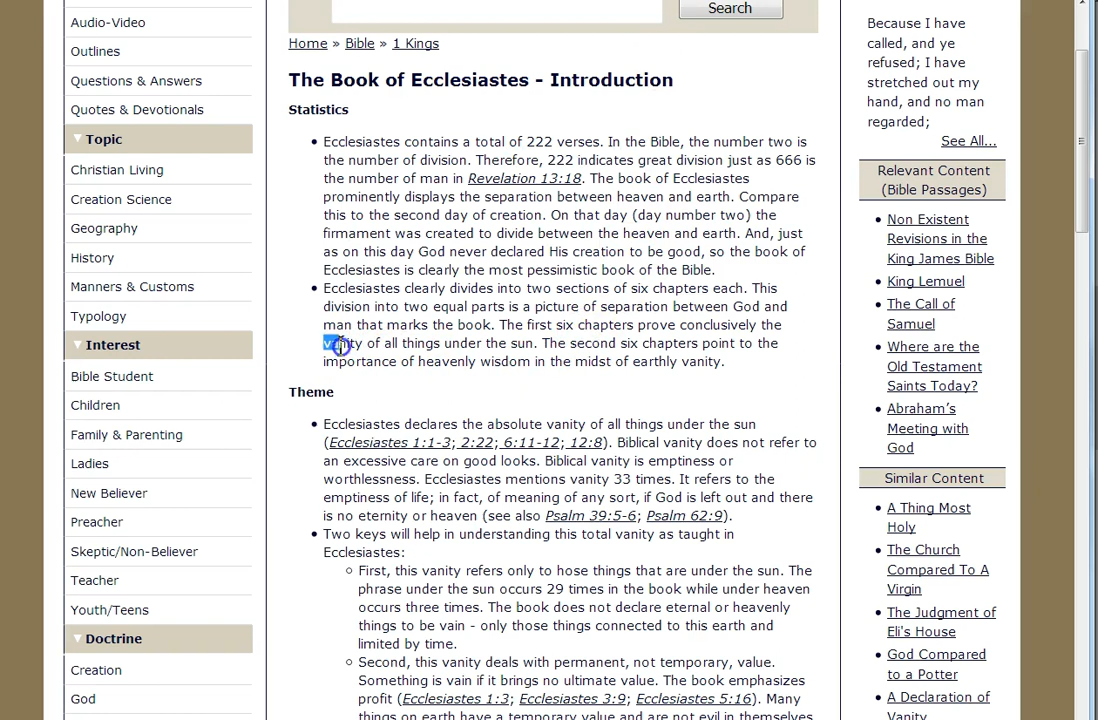 Audio-Video
Outlines
Questions & Answers
Quotes & Devotionals
Topic
Christian Living
Creation Science
Geography
History
Manners & Customs
Typology
Interest
Bible Student
Children
Family & Parenting
Ladies
New Believer
Preacher
Skeptic/Non-Believer
Teacher
Youth/Teens
Doctrine
Creation
God
Search
Home » Bible » 1 Kings
The Book of Ecclesiastes - Introduction
Statistics
Ecclesiastes contains a total of 222 verses. In the Bible, the number two is
the number of division. Therefore, 222 indicates great division just as 666 is
the number of man in Revelation 13:18. The book of Ecclesiastes
prominently displays the separation between heaven and earth. Compare
this to the second day of creation. On that day (day number two) the
firmament was created to divide between the heaven and earth. And, just
as on this day God never declared His creation to be good, so the book of
Ecclesiastes is clearly the most pessimistic book of the Bible.
Ecclesiastes clearly divides into two sections of six chapters each. This
division into two equal parts is a picture of separation between God and
man that marks the book. The first six chapters prove conclusively the
vanity of all things under the sun. The second six chapters point to the
importance of heavenly wisdom in the midst of earthly vanity.
Theme
Ecclesiastes declares the absolute vanity of all things under the sun
(Ecclesiastes 1:1-3; 2:22; 6:11-12; 12:8). Biblical vanity does not refer to
an excessive care on good looks. Biblical vanity is emptiness or
worthlessness. Ecclesiastes mentions vanity 33 times. It refers to the
emptiness of life; in fact, of meaning of any sort, if God is left out and there
is no eternity or heaven (see also Psalm 39:5-6; Psalm 62:9).
Two keys will help in understanding this total vanity as taught in
Ecclesiastes:
First, this vanity refers only to hose things that are under the sun. The
phrase under the sun occurs 29 times in the book while under heaven
occurs three times. The book does not declare eternal or heavenly
things to be vain - only those things connected to this earth and
limited by time.
Second, this vanity deals with permanent, not temporary, value.
Something is vain if it brings no ultimate value. The book emphasizes
profit (Ecclesiastes 1:3; Ecclesiastes 3:9; Ecclesiastes 5:16). Many
things on earth have a temporary value and are not evil in themselves
Because I have
called, and ye
refused; I have
stretched out my
hand, and no man
regarded;
See All...
Relevant Content
(Bible Passages)
Non Existent
Revisions in the
King James Bible
King Lemuel
The Call of
Samuel
Where are the
Old Testament
Saints Today?
Abraham's
Meeting with
God
Similar Content
A Thing Most
Holy
The Church
Compared To A
Virgin
The Judgment of
Eli's House
God Compared
to a Potter
A Declaration of
Vanity